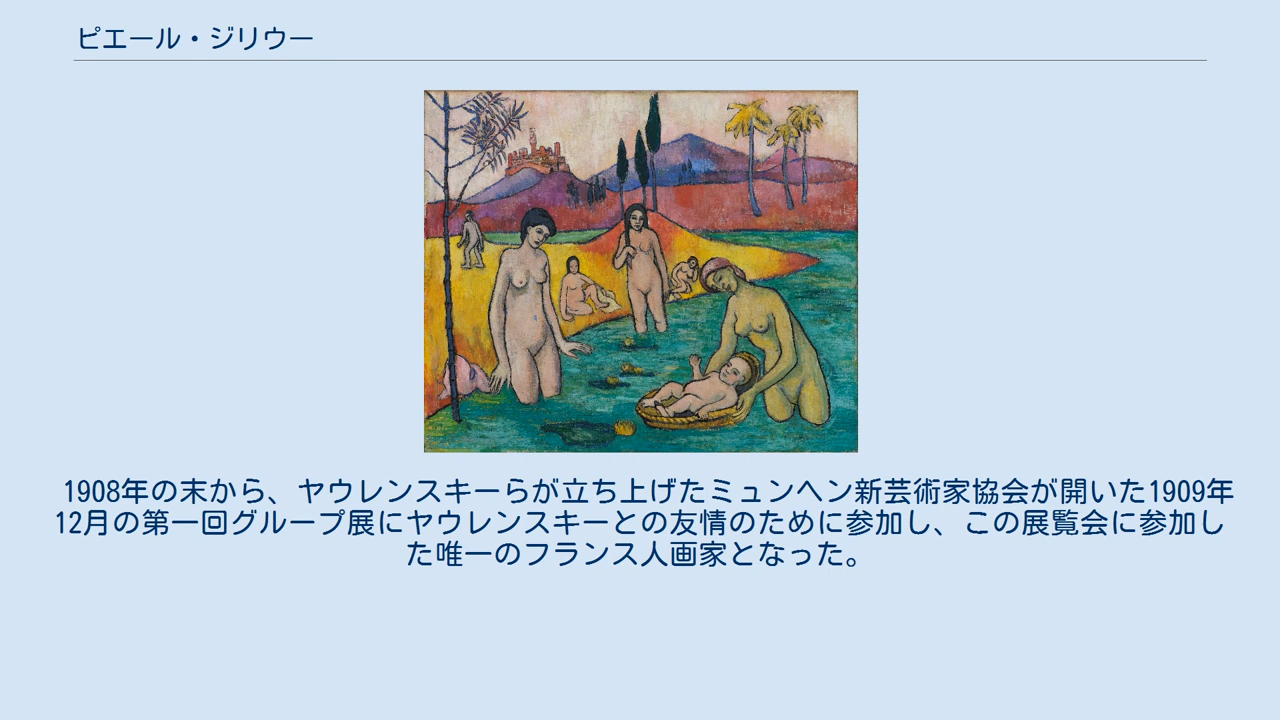 ピエール・ジリウー
1908年の末から、ヤウレンスキーらが立ち上げたミュンヘン新芸術家協会が開いた1909年
12月の第一回グループ展にヤウレンスキーとの友情のために参加し、この展覧会に参加し
た唯一のフランス人画家となった。